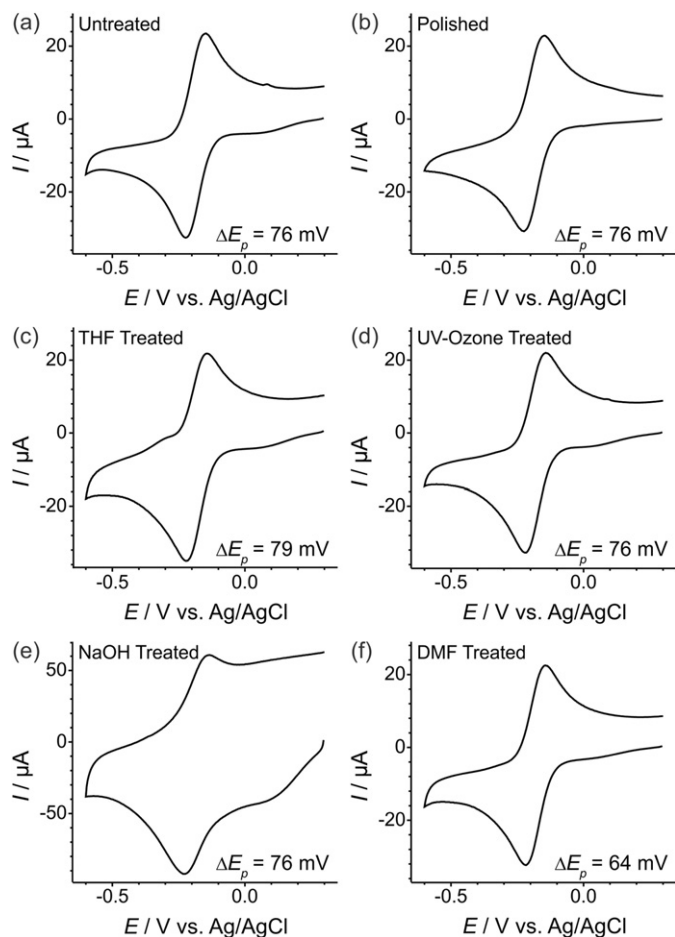 (a) Untreated
20
0
-20
I / µA
ΔEp = 76 mV
-0.5 0.0
E / V vs. Ag/AgCl
(b) Polished
20
0
-20
I / µA
ΔEp = 76 mV
-0.5 0.0
E / V vs. Ag/AgCl
(c) THF Treated
20
0
-20
I / µA
ΔEp = 79 mV
-0.5 0.0
E / V vs. Ag/AgCl
(d) UV-Ozone Treated
20
0
-20
I / µA
ΔEp = 76 mV
-0.5 0.0
E / V vs. Ag/AgCl
(e) NaOH Treated
50
0
-50
I / µA
ΔEp = 76 mV
-0.5 0.0
E / V vs. Ag/AgCl
(f) DMF Treated
20
0
-20
I / µA
ΔEp = 64 mV
-0.5 0.0
E / V vs. Ag/AgCl